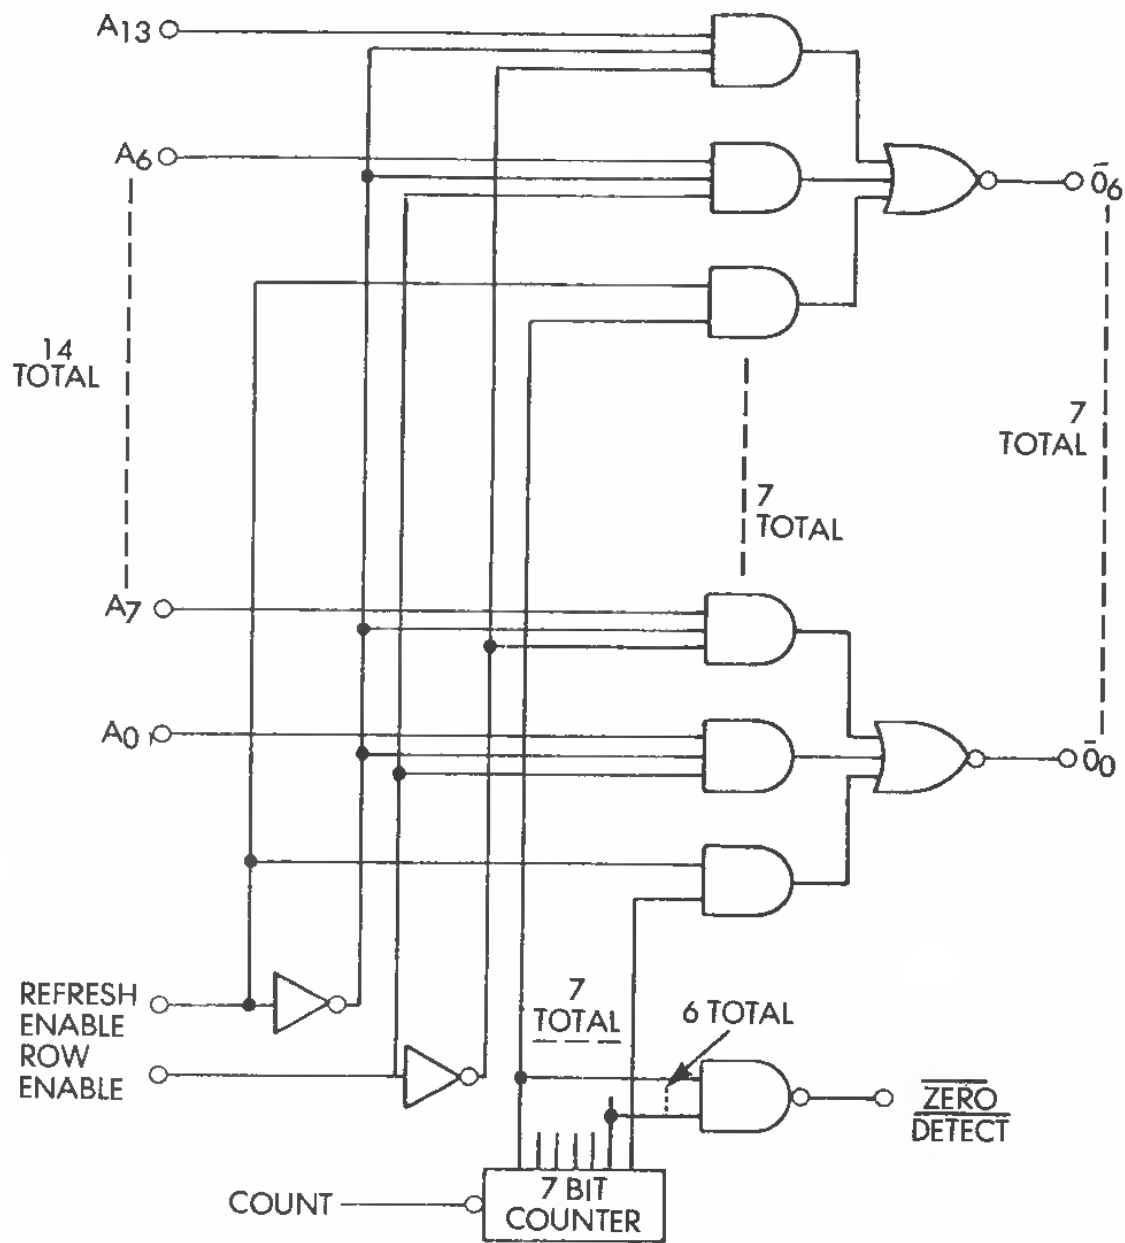 A13
A6
Ō6
14
TOTAL
7
TOTAL
7
TOTAL
A7
A0
Ō0
REFRESH
ENABLE
ROW
ENABLE
7
TOTAL
6 TOTAL
ZERO
DETECT
COUNT
7 BIT
COUNTER